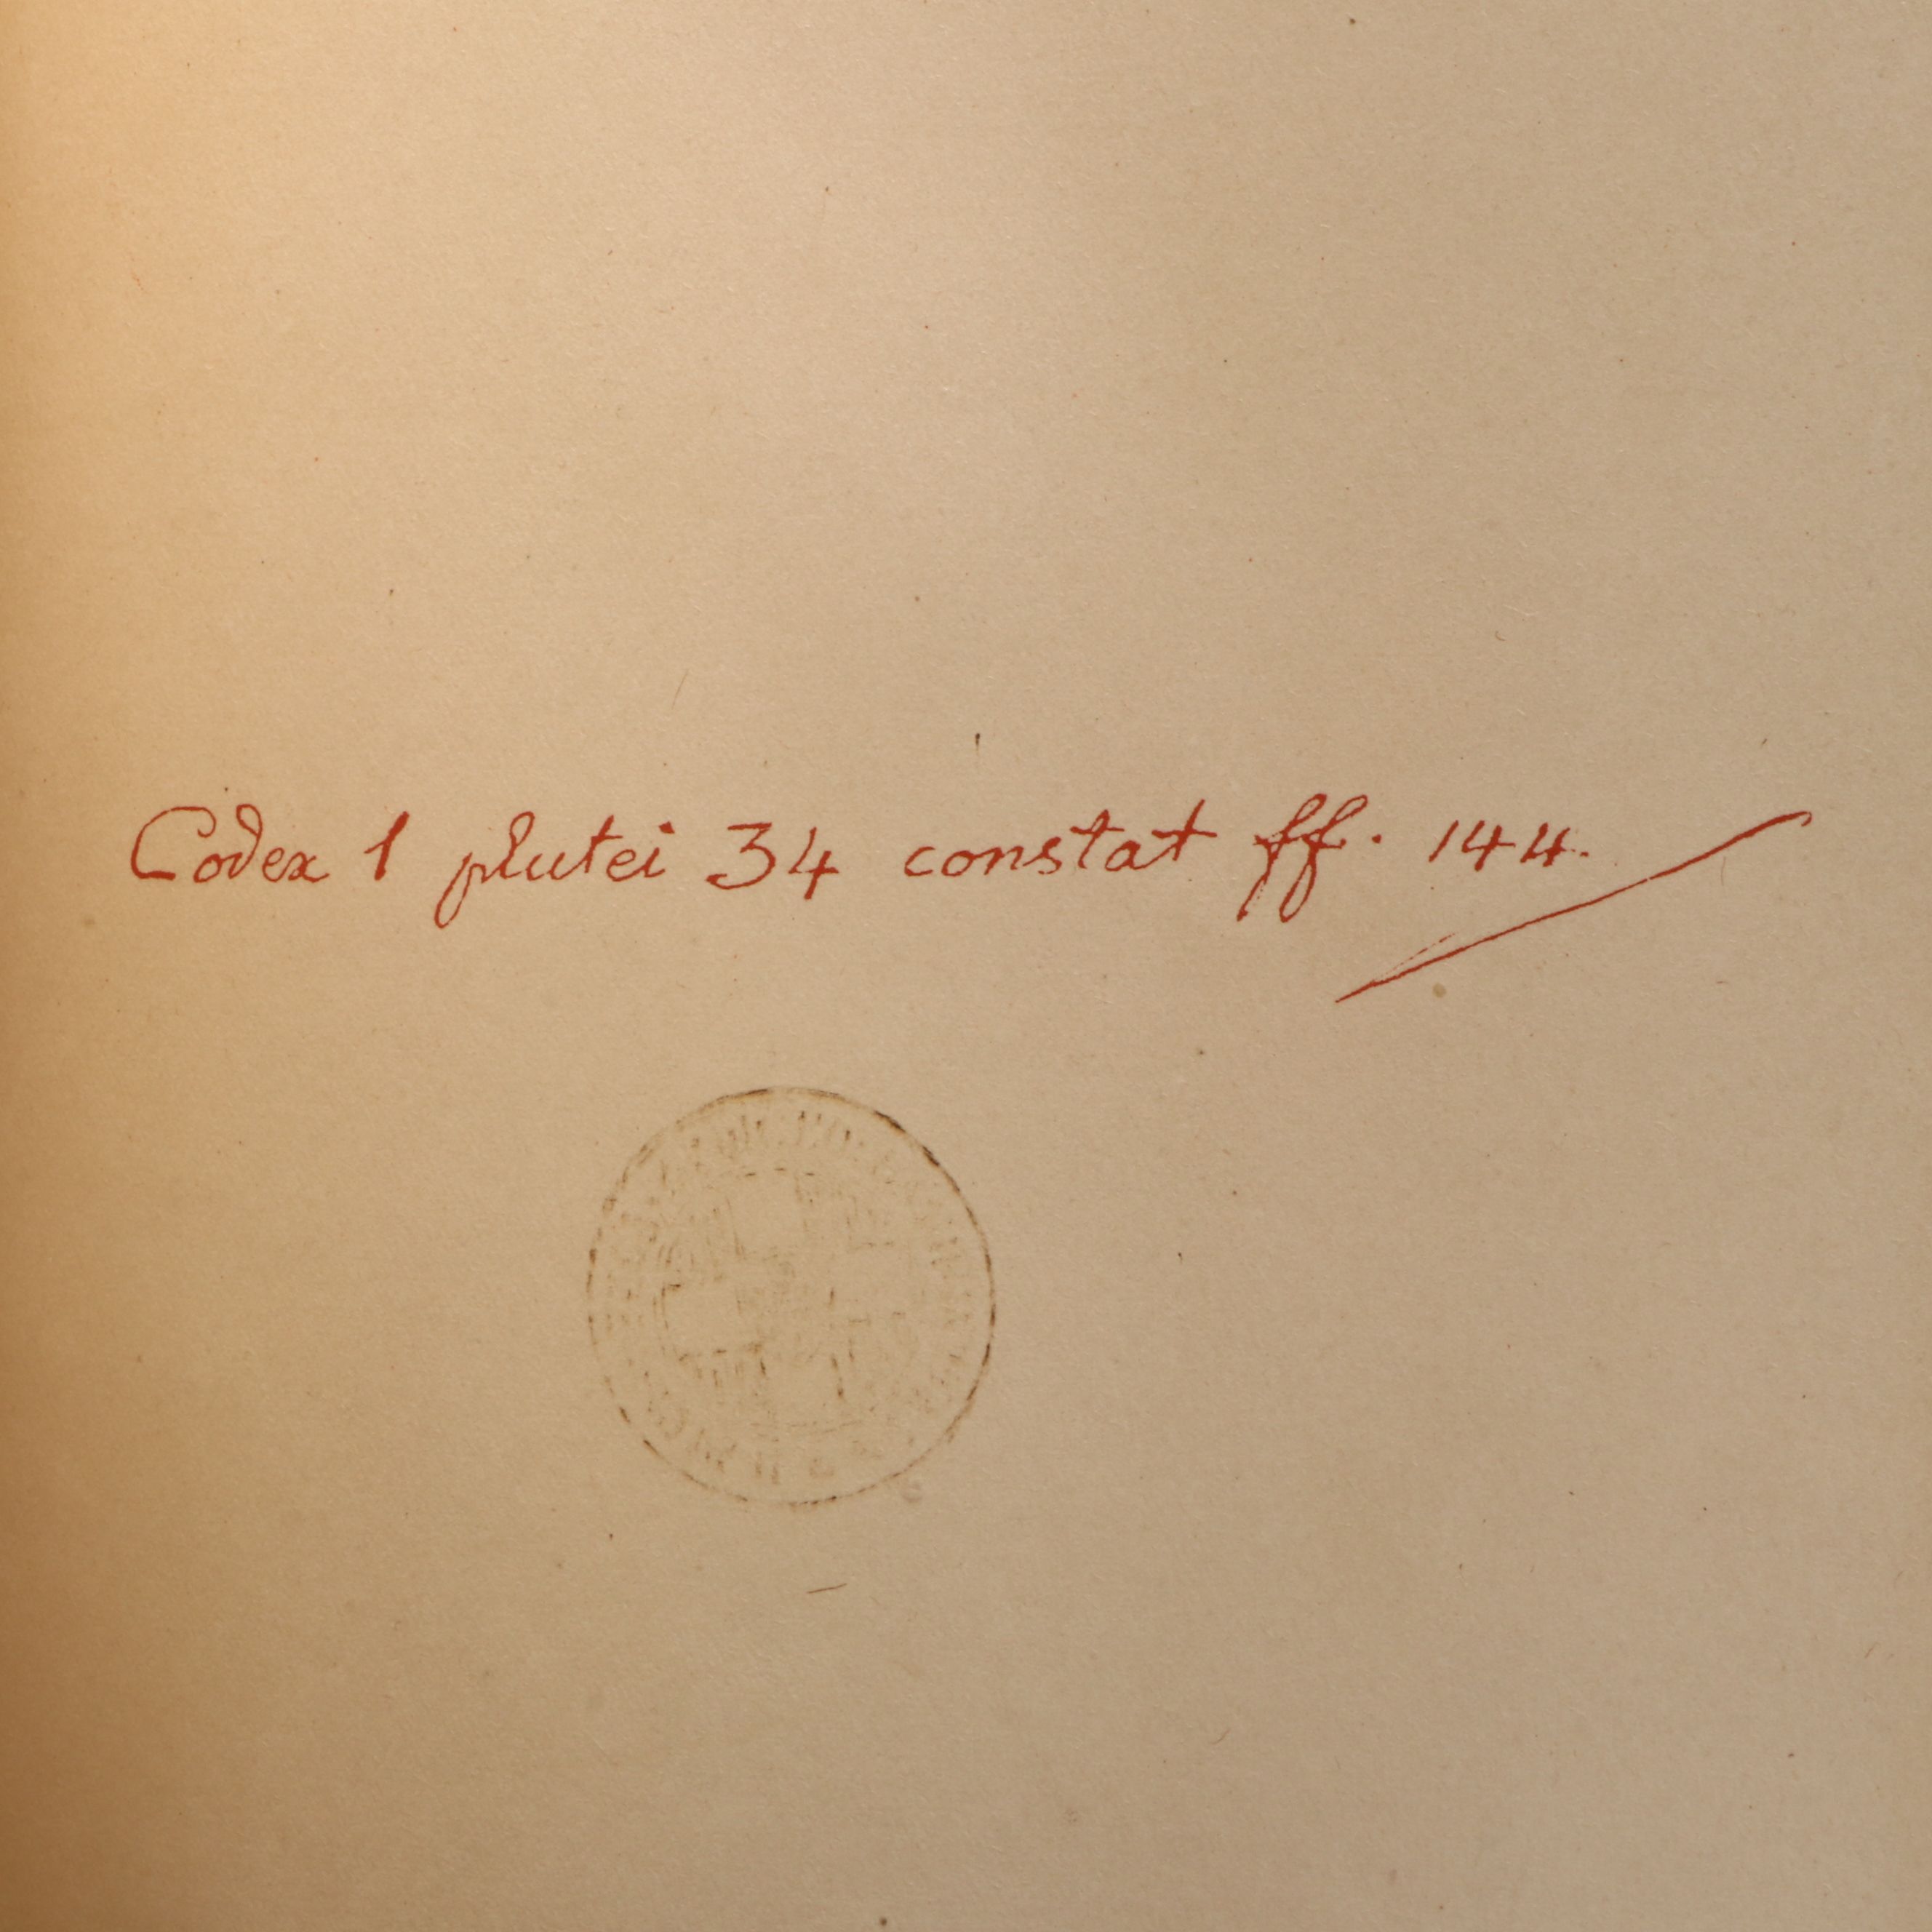 Codex 1 plutei 34 constat ff. 144.